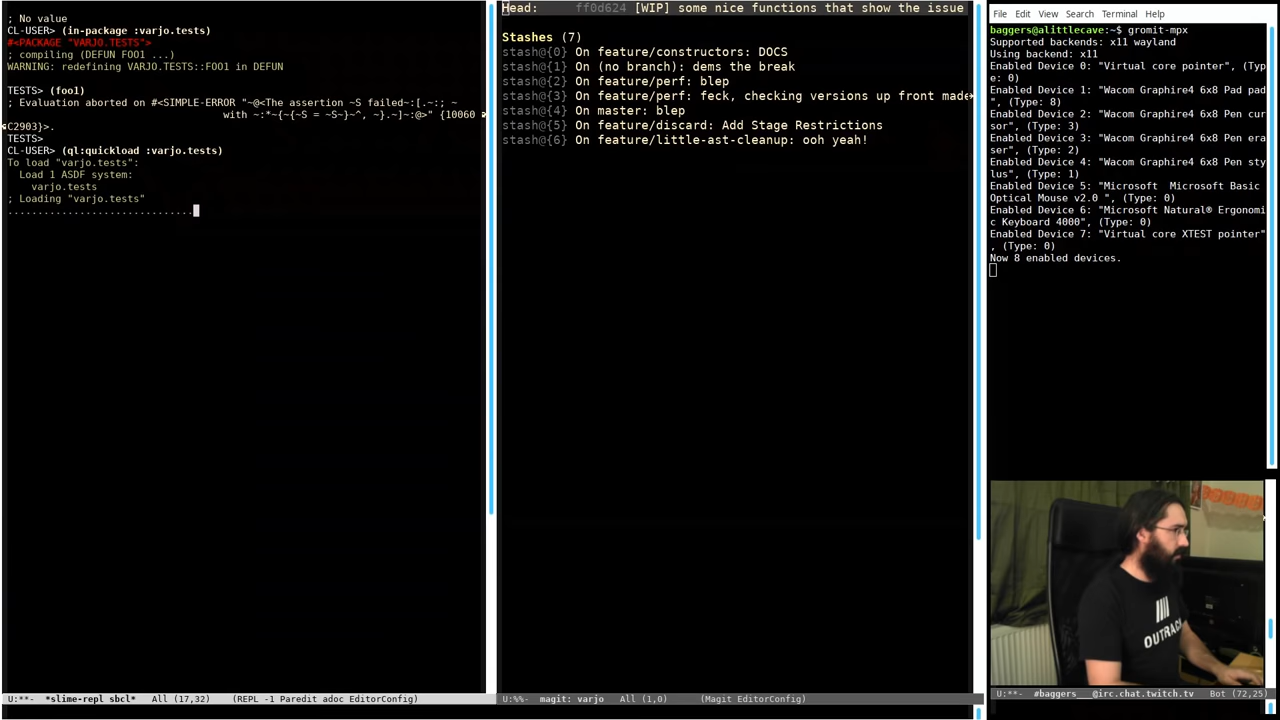 ; No value
CL-USER> (in-package :varjo.tests)
#<PACKAGE "VARJO.TESTS">
; compiling (DEFUN FOO1 ...)
WARNING: redefining VARJO.TESTS::FOO1 in DEFUN
TESTS> (foo1)
; Evaluation aborted on #<SIMPLE-ERROR "~@<The assertion ~S failed~:[.~:; ~
with ~:*~{~{~S = ~S~}~^, ~}.~]~:@>" {10060
C2903}>.
TESTS>
CL-USER> (ql:quickload :varjo.tests)
To load "varjo.tests":
Load 1 ASDF system:
varjo.tests
; Loading "varjo.tests"
...............................
U:**- *slime-repl sbcl* All (17,32) (REPL -1 Paredit adoc EditorConfig)
Head: ff0d624 [WIP] some nice functions that show the issue
Stashes (7)
stash@{0} On feature/constructors: DOCS
stash@{1} On (no branch): dems the break
stash@{2} On feature/perf: blep
stash@{3} On feature/perf: feck, checking versions up front made
stash@{4} On master: blep
stash@{5} On feature/discard: Add Stage Restrictions
stash@{6} On feature/little-ast-cleanup: ooh yeah!
U:%%- magit: varjo All (1,0) (Magit EditorConfig)
File Edit View Search Terminal Help
baggers@alittlecave:~$ gromit-mpx
Supported backends: x11 wayland
Using backend: x11
Enabled Device 0: "Virtual core pointer", (Typ
e: 0)
Enabled Device 1: "Wacom Graphire4 6x8 Pad pad
", (Type: 8)
Enabled Device 2: "Wacom Graphire4 6x8 Pen cur
sor", (Type: 3)
Enabled Device 3: "Wacom Graphire4 6x8 Pen era
ser", (Type: 2)
Enabled Device 4: "Wacom Graphire4 6x8 Pen sty
lus", (Type: 1)
Enabled Device 5: "Microsoft  Microsoft Basic
Optical Mouse v2.0 ", (Type: 0)
Enabled Device 6: "Microsoft Natural® Ergonomi
c Keyboard 4000", (Type: 0)
Enabled Device 7: "Virtual core XTEST pointer"
, (Type: 0)
Now 8 enabled devices.
OUTRACK
U:**- #baggers___@irc.chat.twitch.tv Bot (72,25)